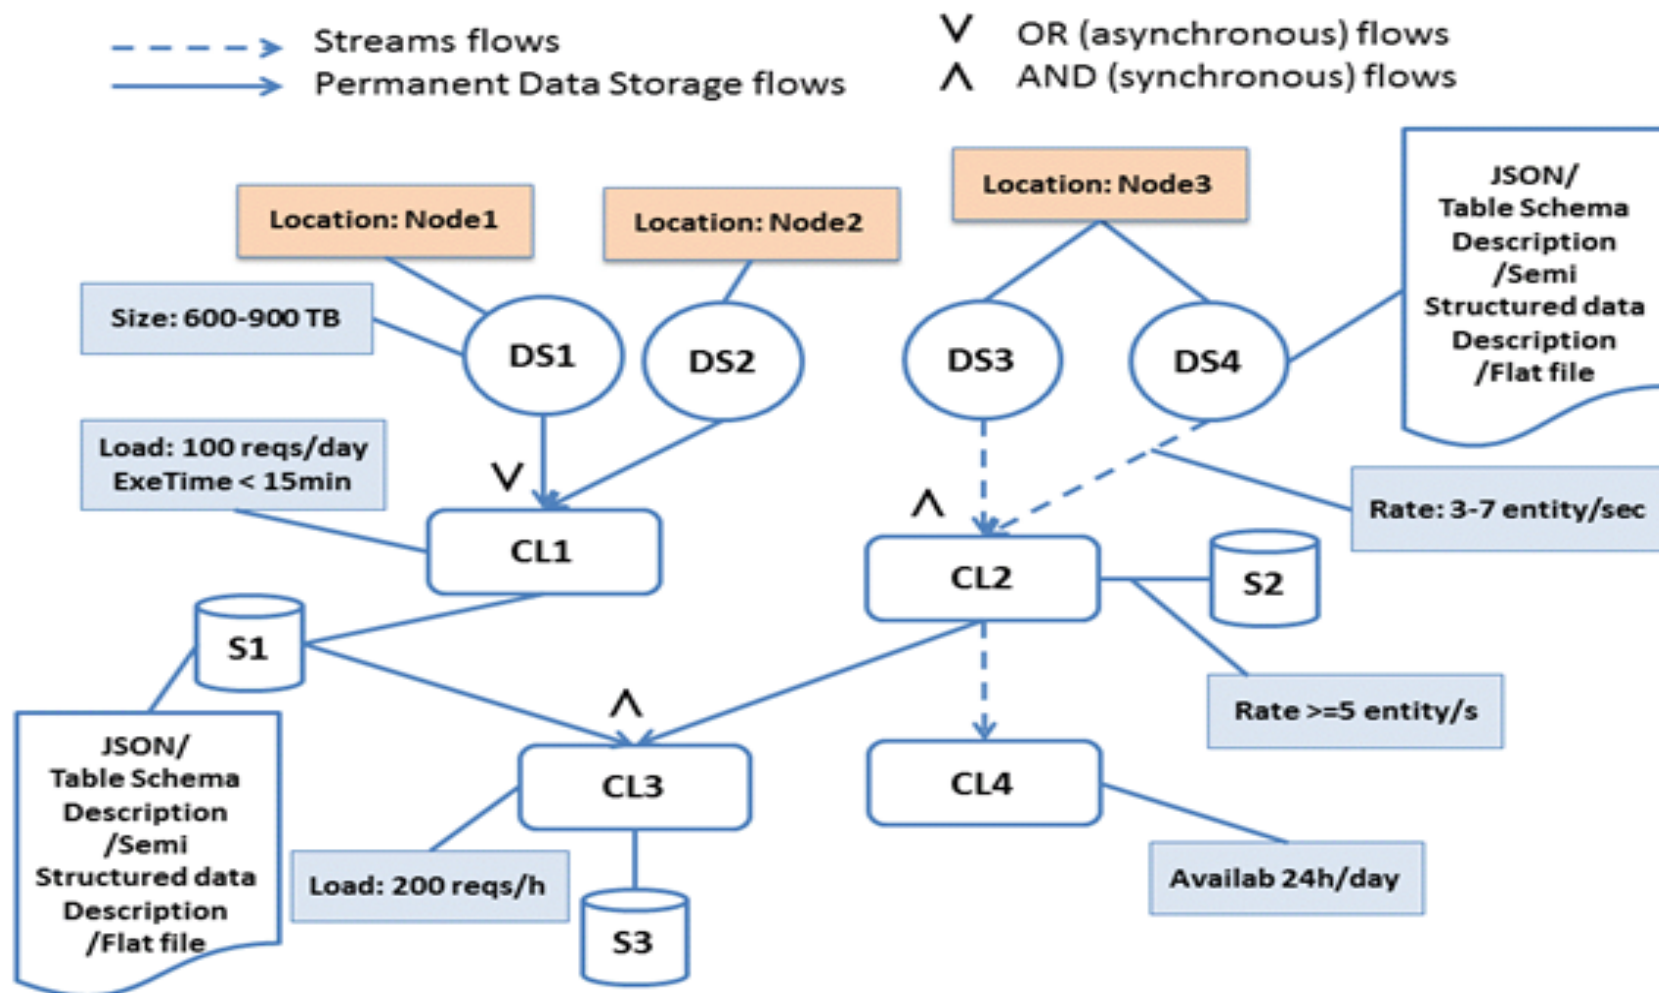 Streams flows
Permanent Data Storage flows
V OR (asynchronous) flows
Λ AND (synchronous) flows
Location: Node1
Location: Node2
Location: Node3
JSON/
Table Schema
Description
/Semi
Structured data
Description
/Flat file
Size: 600-900 TB
DS1
DS2
DS3
DS4
Load: 100 reqs/day
ExeTime < 15min
V
Λ
Rate: 3-7 entity/sec
CL1
CL2
S2
S1
Rate >=5 entity/s
Λ
JSON/
Table Schema
Description
/Semi
Structured data
Description
/Flat file
CL3
CL4
Load: 200 reqs/h
Availab 24h/day
S3